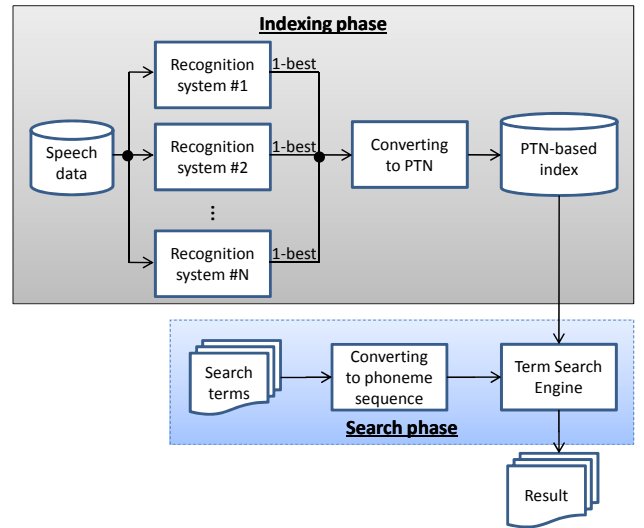 Indexing phase
Recognition
system #1
1-best
Speech
data
Recognition
system #2
1-best
Converting
to PTN
PTN-based
index
⋮
Recognition
system #N
1-best
Search
terms
Converting
to phoneme
sequence
Term Search
Engine
Search phase
Result